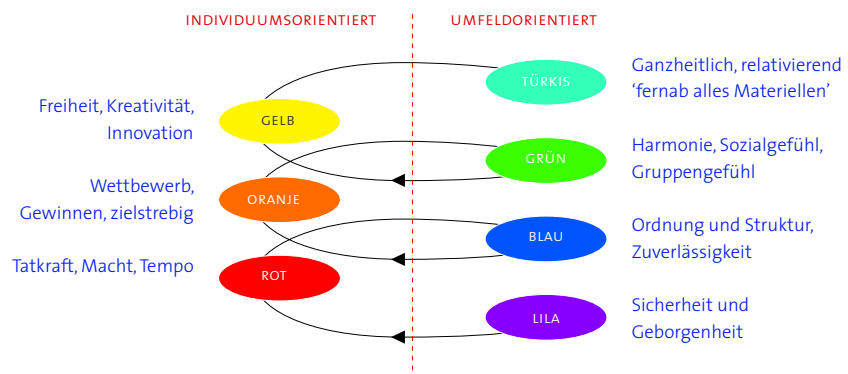 INDIVIDUUMSORIENTIERT
UMFELDORIENTIERT
Ganzheitlich, relativierend
‘fernab alles Materiellen’
TÜRKIS
Freiheit, Kreativität,
Innovation
GELB
Harmonie, Sozialgefühl,
Gruppengefühl
GRÜN
Wettbewerb,
Gewinnen, zielstrebig
ORANJE
Ordnung und Struktur,
Zuverlässigkeit
BLAU
Tatkraft, Macht, Tempo
ROT
Sicherheit und
Geborgenheit
LILA